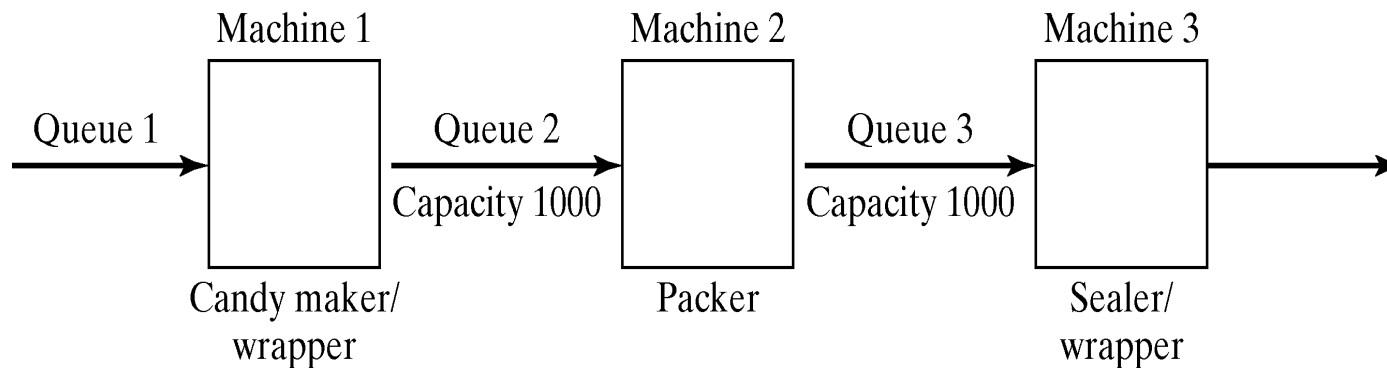 Machine 1
Machine 2
Machine 3
Queue 1
Queue 2
Queue 3
Capacity 1000
Capacity 1000
Candy maker/
wrapper
Packer
Sealer/
wrapper